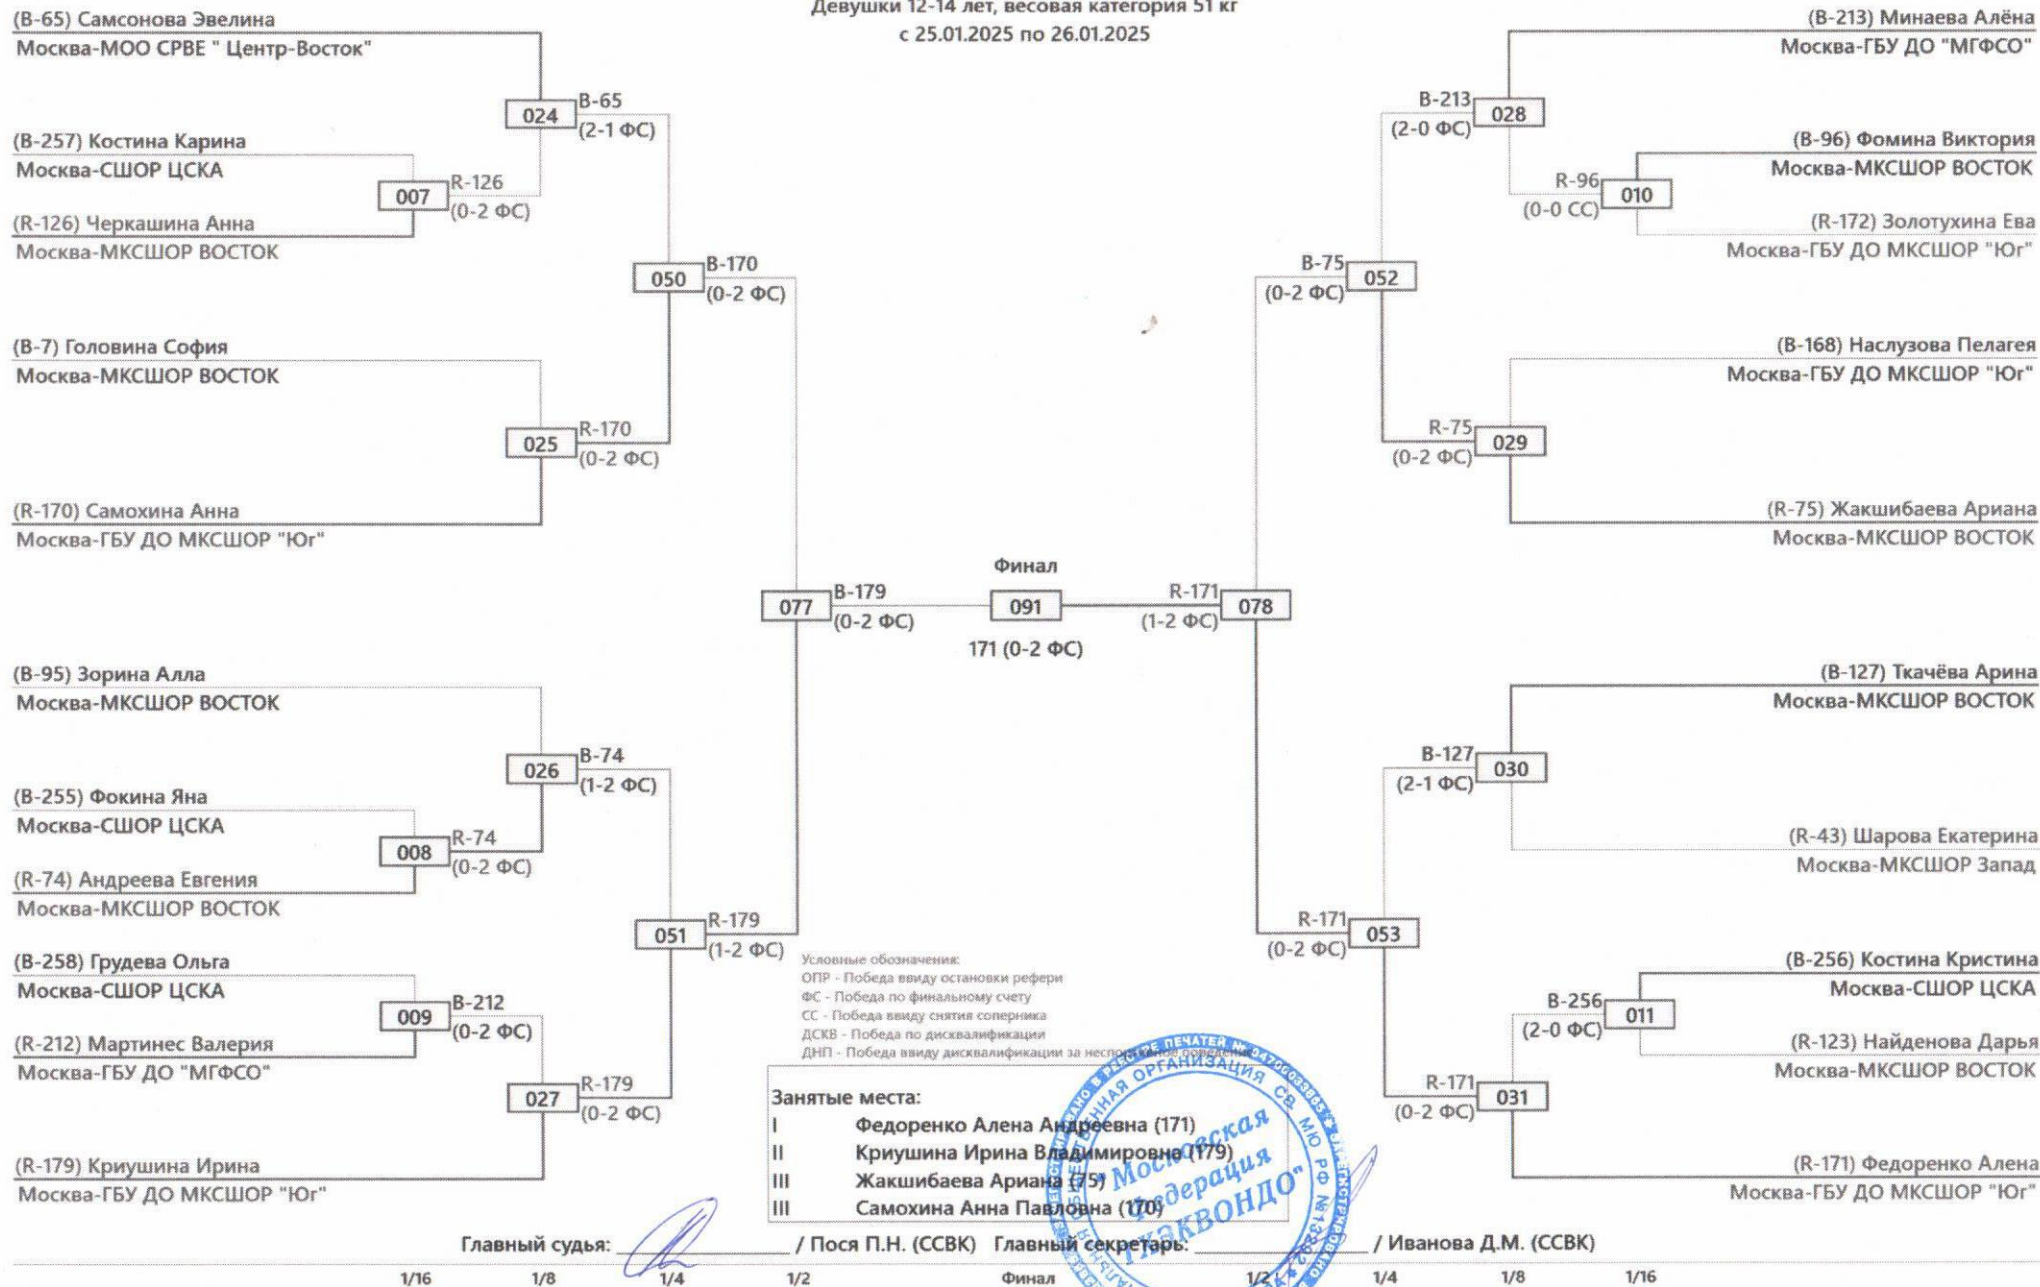 Девушки 12-14 лет, весовая категория 51 кг
с 25.01.2025 по 26.01.2025
(B-65) Самсонова Эвелина
Москва-МОО СРВЕ " Центр-Восток"
024
B-65
(2-1 ФС)
(B-257) Костина Карина
Москва-СШОР ЦСКА
007
R-126
(0-2 ФС)
(R-126) Черкашина Анна
Москва-МКСШОР ВОСТОК
050
B-170
(0-2 ФС)
(B-7) Головина София
Москва-МКСШОР ВОСТОК
025
R-170
(0-2 ФС)
(R-170) Самохина Анна
Москва-ГБУ ДО МКСШОР "Юг"
077
B-179
(0-2 ФС)
(B-95) Зорина Алла
Москва-МКСШОР ВОСТОК
026
B-74
(1-2 ФС)
(B-255) Фокина Яна
Москва-СШОР ЦСКА
008
R-74
(0-2 ФС)
(R-74) Андреева Евгения
Москва-МКСШОР ВОСТОК
051
R-179
(1-2 ФС)
(B-258) Грудева Ольга
Москва-СШОР ЦСКА
009
B-212
(0-2 ФС)
(R-212) Мартинес Валерия
Москва-ГБУ ДО "МГФСО"
027
R-179
(0-2 ФС)
(R-179) Криушина Ирина
Москва-ГБУ ДО МКСШОР "Юг"
Финал
091
171 (0-2 ФС)
(B-213) Минаева Алёна
Москва-ГБУ ДО "МГФСО"
B-213
(2-0 ФС)
028
(B-96) Фомина Виктория
Москва-МКСШОР ВОСТОК
R-96
(0-0 СС)
010
(R-172) Золотухина Ева
Москва-ГБУ ДО МКСШОР "Юг"
B-75
(0-2 ФС)
052
(B-168) Наслузова Пелагея
Москва-ГБУ ДО МКСШОР "Юг"
R-75
(0-2 ФС)
029
(R-75) Жакшибаева Ариана
Москва-МКСШОР ВОСТОК
R-171
(1-2 ФС)
078
(B-127) Ткачёва Арина
Москва-МКСШОР ВОСТОК
B-127
(2-1 ФС)
030
(R-43) Шарова Екатерина
Москва-МКСШОР Запад
R-171
(0-2 ФС)
053
(B-256) Костина Кристина
Москва-СШОР ЦСКА
B-256
(2-0 ФС)
011
(R-123) Найденова Дарья
Москва-МКСШОР ВОСТОК
R-171
(0-2 ФС)
031
(R-171) Федоренко Алена
Москва-ГБУ ДО МКСШОР "Юг"
Условные обозначения:
ОПР - Победа ввиду остановки рефери
ФС - Победа по финальному счету
СС - Победа ввиду снятия соперника
ДСКВ - Победа по дисквалификации
ДНП - Победа ввиду дисквалификации за неспортивное поведение
Занятые места:
I Федоренко Алена Андреевна (171)
II Криушина Ирина Владимировна (179)
III Жакшибаева Ариана (75)
III Самохина Анна Павловна (170)
"Московская
Федерация
ТХЭКВОНДО"
Главный судья: / Пося П.Н. (ССВК) Главный секретарь: / Иванова Д.М. (ССВК)
1/16 1/8 1/4 1/2 Финал 1/2 1/4 1/8 1/16